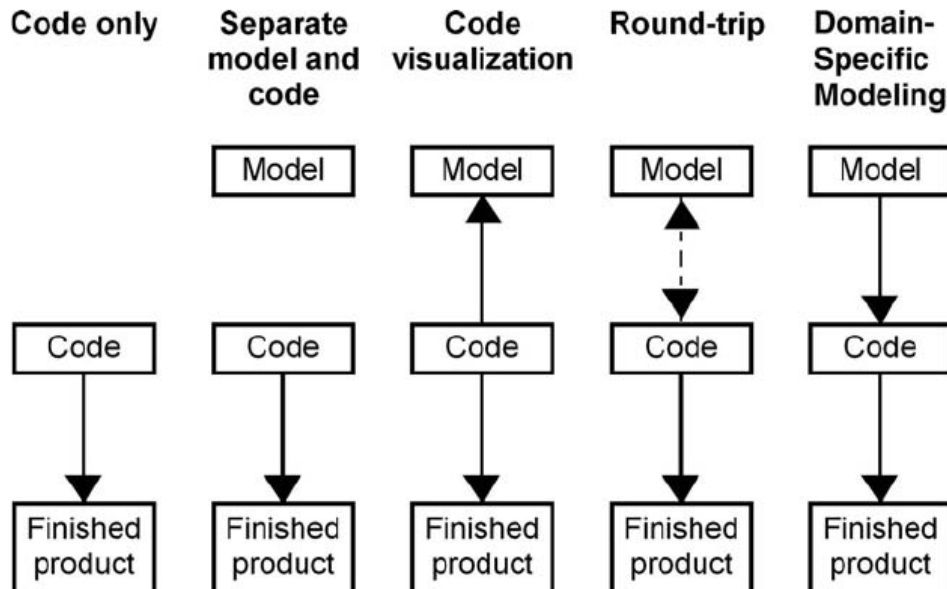 Code only
Separate
model and
code
Code
visualization
Round-trip
Domain-
Specific
Modeling
Model
Model
Model
Model
Code
Code
Code
Code
Code
Finished
product
Finished
product
Finished
product
Finished
product
Finished
product